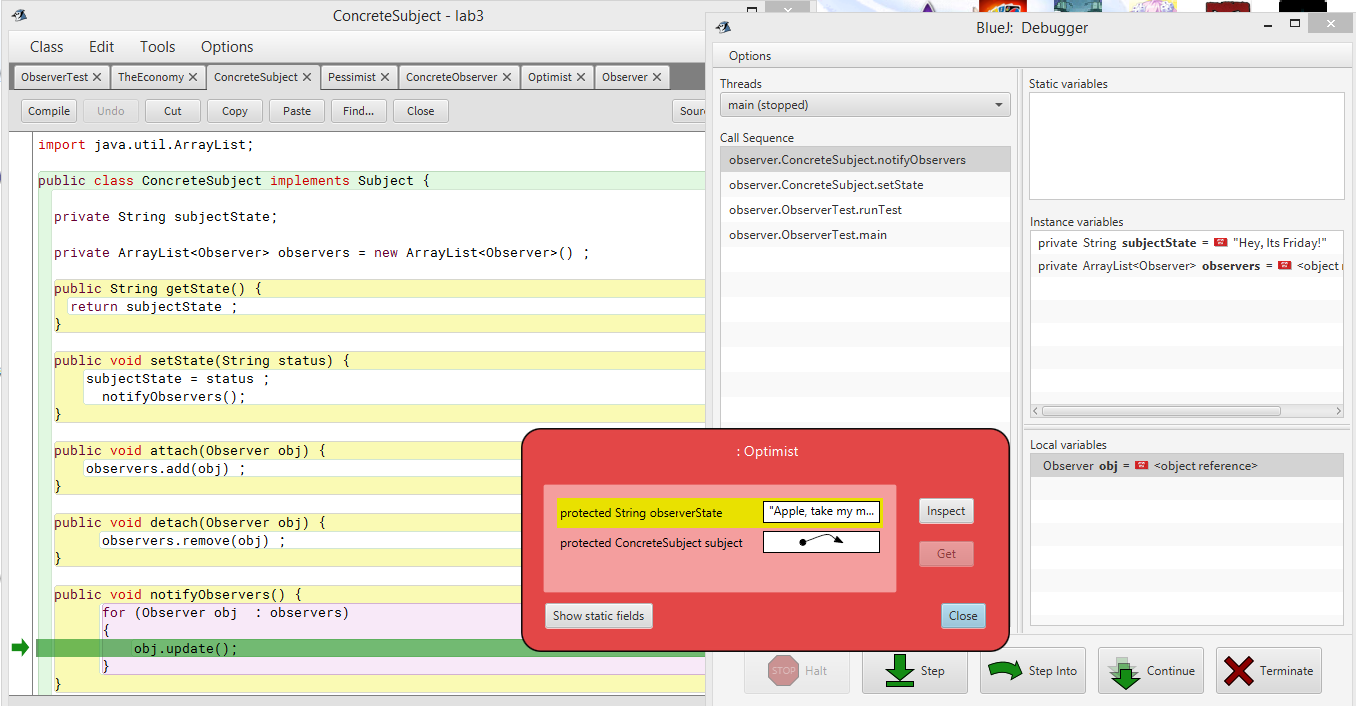 ConcreteSubject - lab3
Class Edit Tools Options
ObserverTest TheEconomy ConcreteSubject Pessimist ConcreteObserver Optimist Observer
Compile Undo Cut Copy Paste Find... Close
import java.util.ArrayList;
public class ConcreteSubject implements Subject {
private String subjectState;
private ArrayList<Observer> observers = new ArrayList<Observer>() ;
public String getState() {
return subjectState ;
}
public void setState(String status) {
subjectState = status ;
notifyObservers();
}
public void attach(Observer obj) {
observers.add(obj) ;
}
public void detach(Observer obj) {
observers.remove(obj) ;
}
public void notifyObservers() {
for (Observer obj  : observers)
{
obj.update();
}
}
BlueJ: Debugger
Options
Threads
main (stopped)
Call Sequence
observer.ConcreteSubject.notifyObservers
observer.ConcreteSubject.setState
observer.ObserverTest.runTest
observer.ObserverTest.main
Static variables
Instance variables
private String subjectState = "Hey, Its Friday!"
private ArrayList<Observer> observers = <object
Local variables
Observer obj = <object reference>
: Optimist
protected String observerState "Apple, take my m...
protected ConcreteSubject subject
Inspect
Get
Show static fields
Close
STOP Halt Step Step Into Continue Terminate